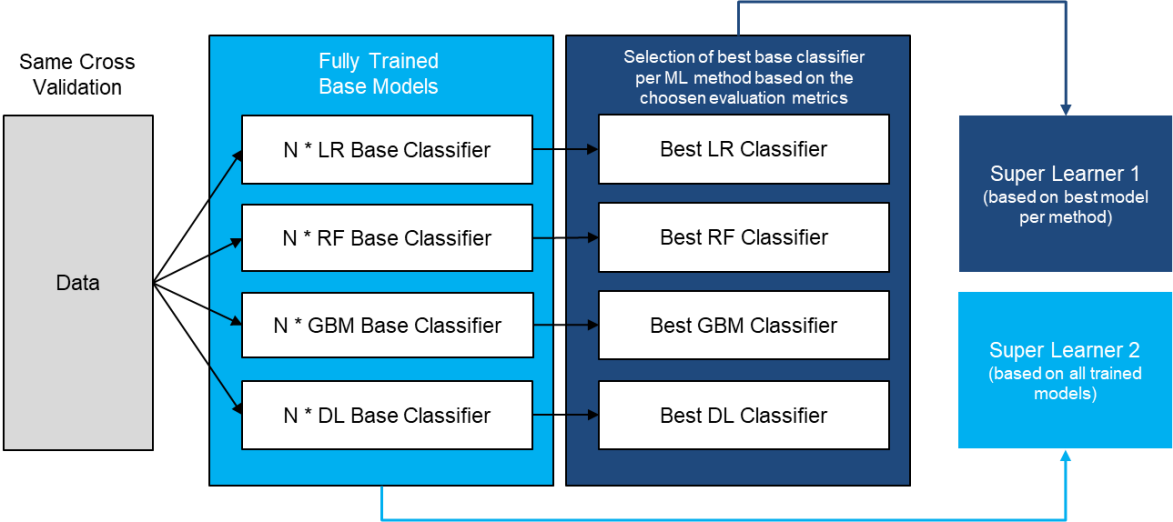 Same Cross
Validation
Data
Fully Trained
Base Models
N * LR Base Classifier
N * RF Base Classifier
N * GBM Base Classifier
N * DL Base Classifier
Selection of best base classifier
per ML method based on the
choosen evaluation metrics
Best LR Classifier
Best RF Classifier
Best GBM Classifier
Best DL Classifier
Super Learner 1
(based on best model
per method)
Super Learner 2
(based on all trained
models)